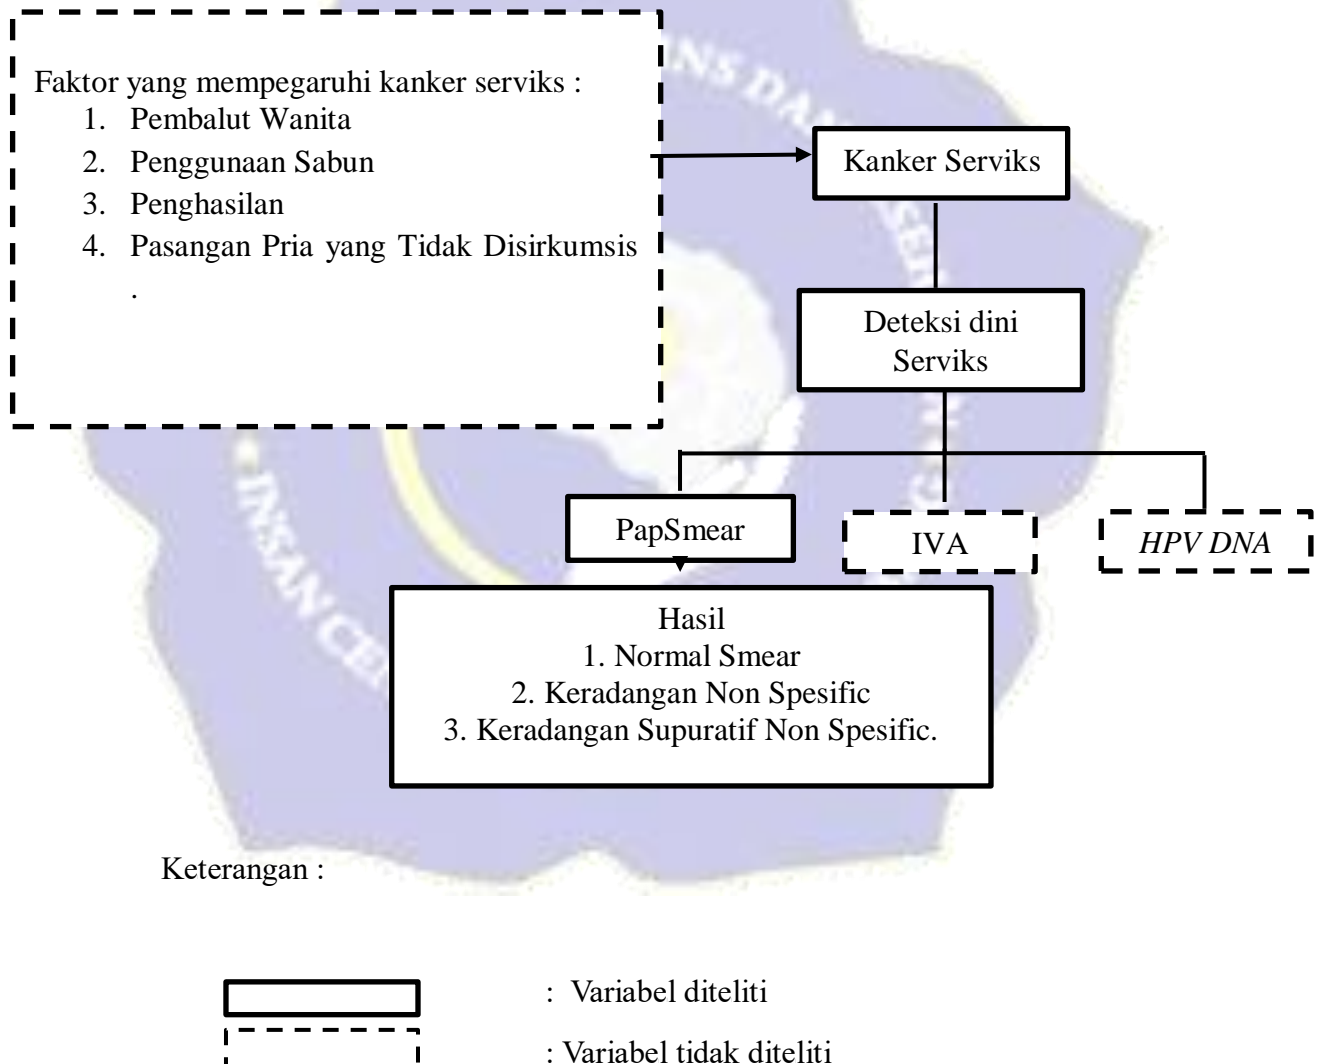 Faktor yang mempegaruhi kanker serviks :
1. Pembalut Wanita
2. Penggunaan Sabun
3. Penghasilan
4. Pasangan Pria yang Tidak Disirkumsis
.
Kanker Serviks
Deteksi dini
Serviks
PapSmear
IVA
HPV DNA
Hasil
1. Normal Smear
2. Keradangan Non Spesific
3. Keradangan Supuratif Non Spesific.
Keterangan :
: Variabel diteliti
: Variabel tidak diteliti
INSAN CE